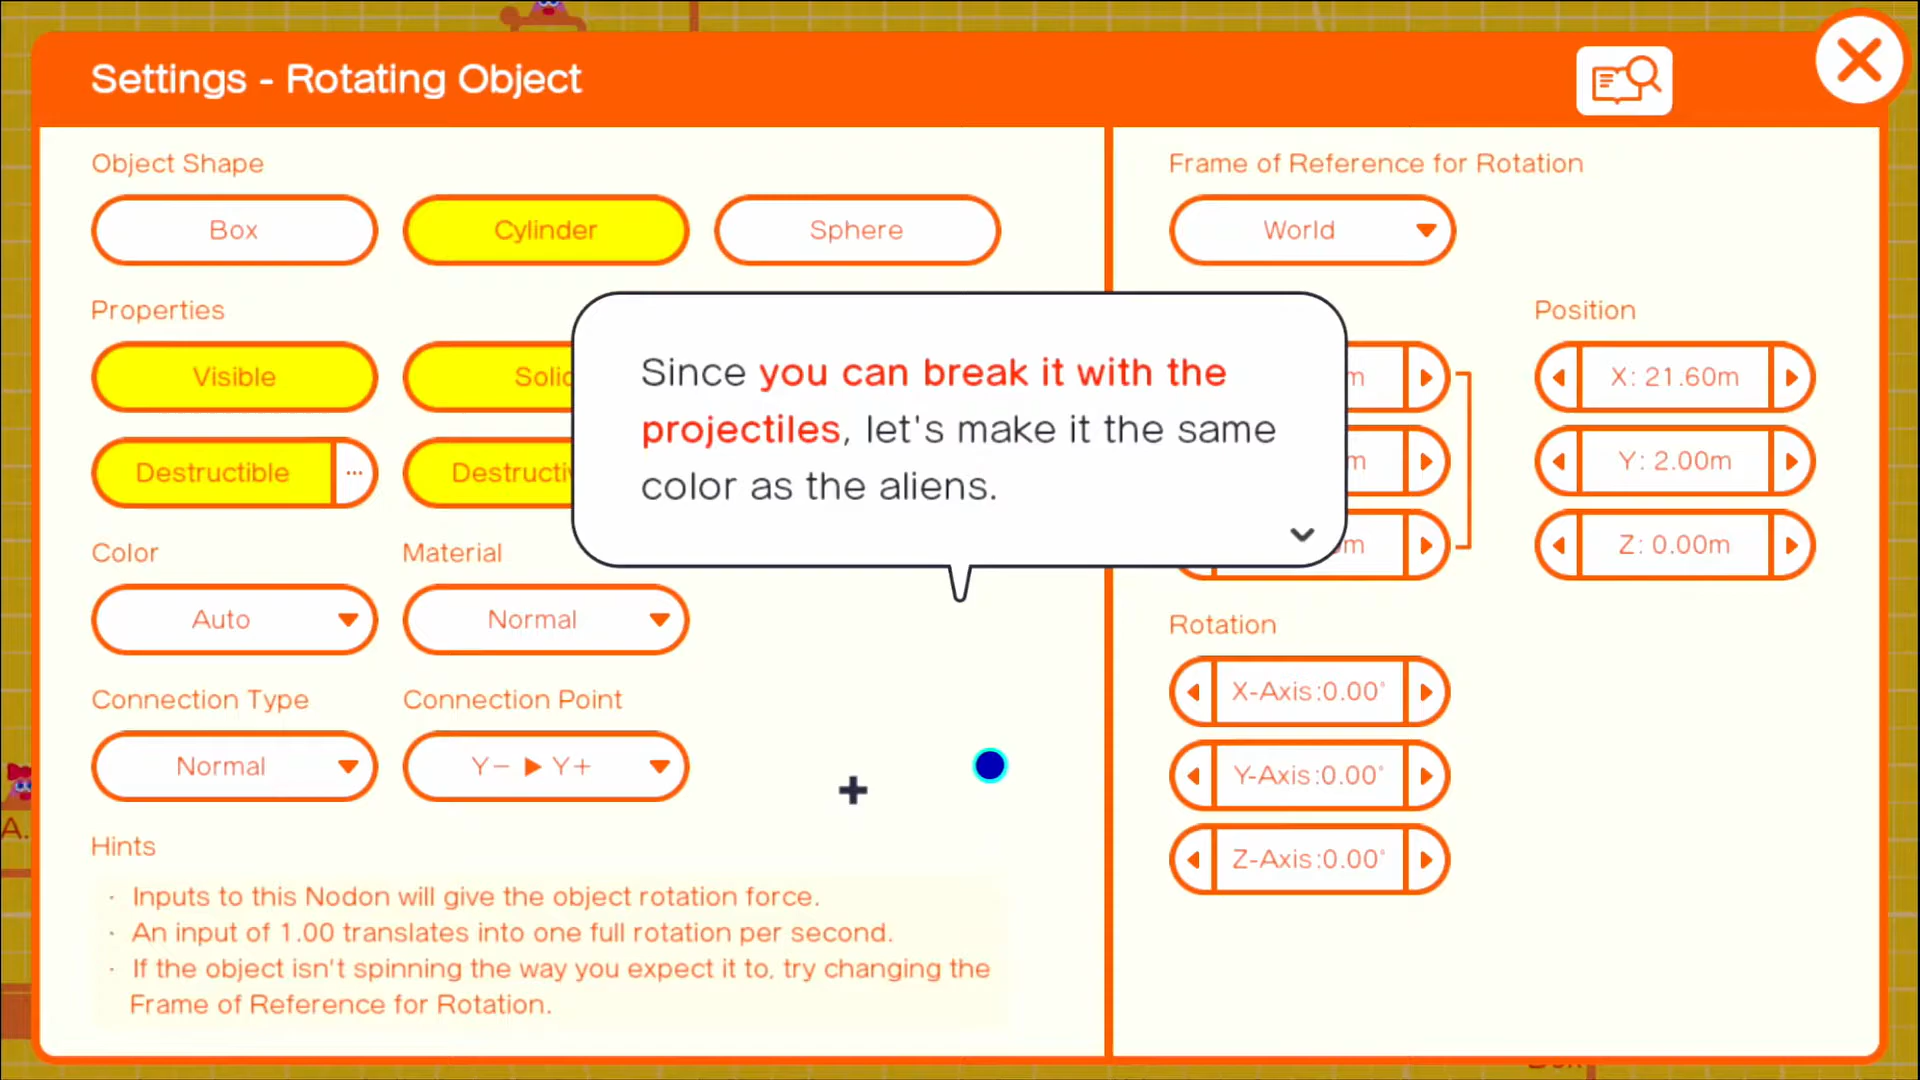 Settings - Rotating Object
Object Shape
Box
Cylinder
Sphere
Properties
Visible
Destructible
...
Color
Material
Auto
Normal
Connection Type
Connection Point
Normal
Y− ▶ Y+
Hints
· Inputs to this Nodon will give the object rotation force.
· An input of 1.00 translates into one full rotation per second.
· If the object isn't spinning the way you expect it to, try changing the
Frame of Reference for Rotation.
Since you can break it with the
projectiles, let's make it the same
color as the aliens.
Frame of Reference for Rotation
World
m
m
m
Position
X: 21.60m
Y: 2.00m
Z: 0.00m
Rotation
X-Axis:0.00°
Y-Axis:0.00°
Z-Axis:0.00°
A.